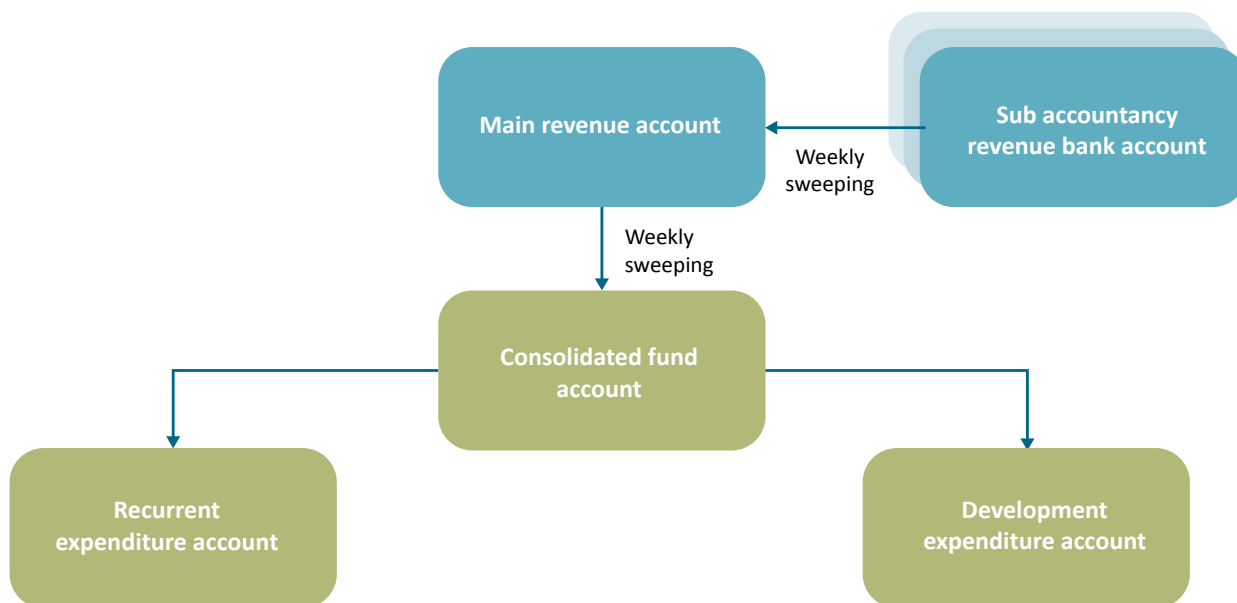 Main revenue account
Sub accountancy
revenue bank account
Weekly
sweeping
Weekly
sweeping
Consolidated fund
account
Recurrent
expenditure account
Development
expenditure account